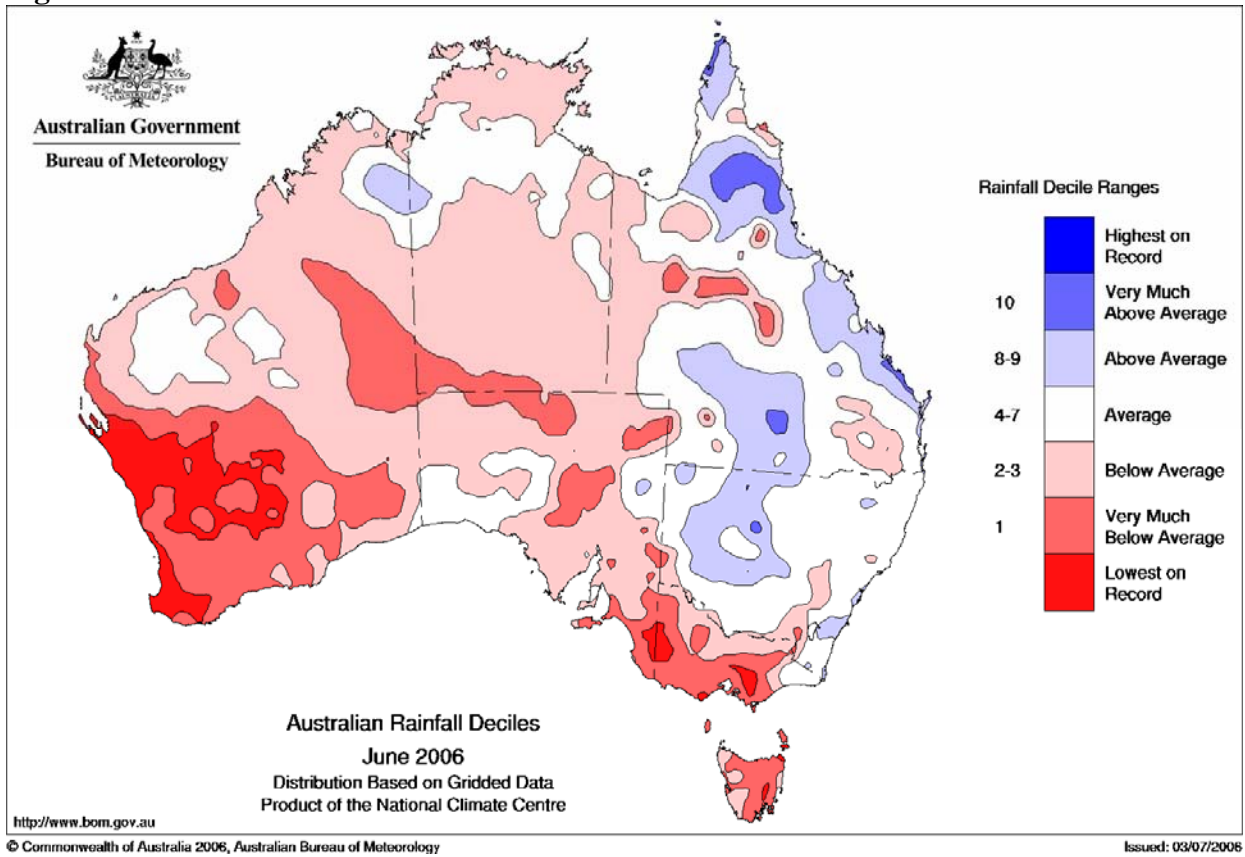 Australian Government
Bureau of Meteorology
Rainfall Decile Ranges
Highest on
Record
10
Very Much
Above Average
8-9
Above Average
4-7
Average
2-3
Below Average
1
Very Much
Below Average
Lowest on
Record
Australian Rainfall Deciles
June 2006
Distribution Based on Gridded Data
Product of the National Climate Centre
http://www.bom.gov.au
© Commonwealth of Australia 2006, Australian Bureau of Meteorology
Issued: 03/07/2006